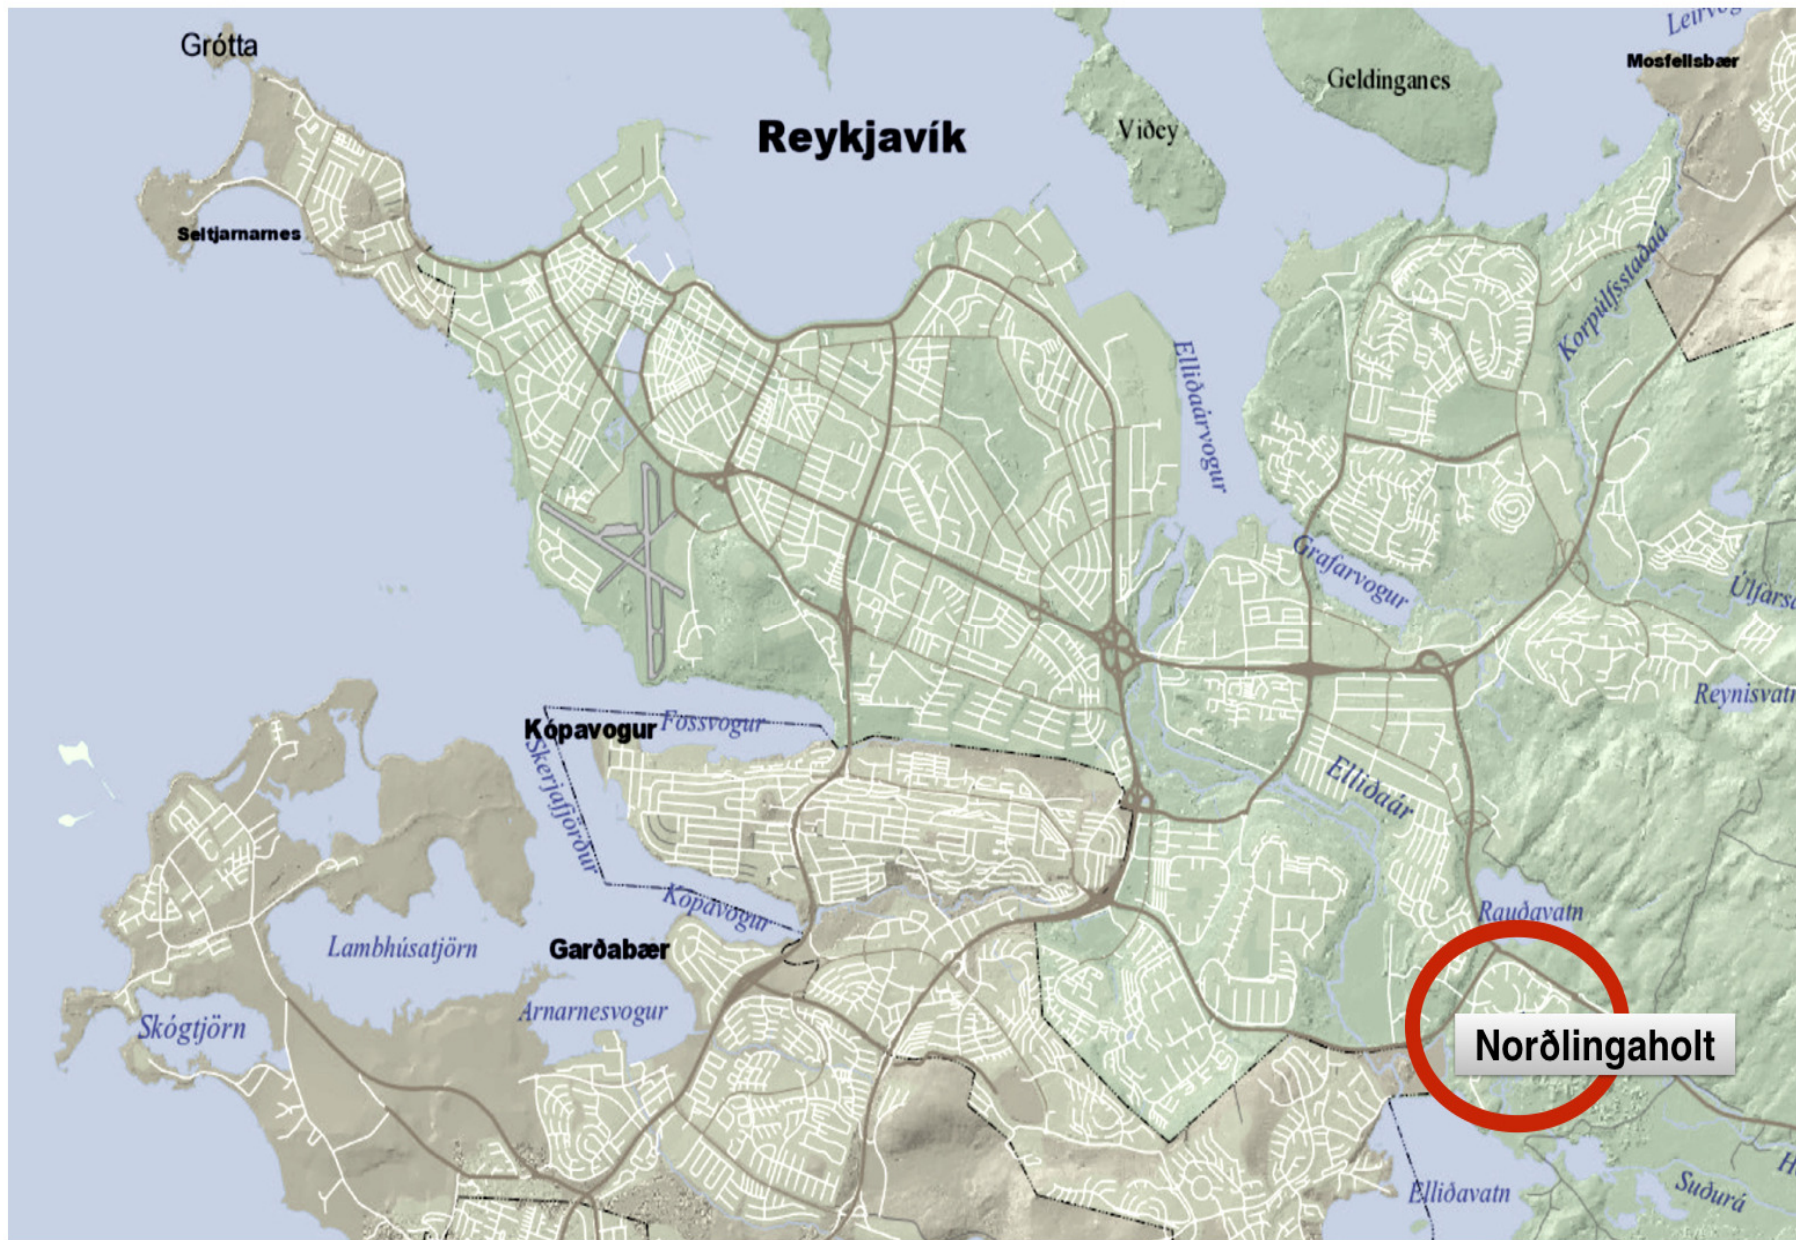 Leirvog
Grótta
Mosfellsbær
Geldinganes
Viðey
Reykjavík
Seltjarnarnes
Korpúlfsstaðaá
Elliðaárvogur
Grafarvogur
Úlfarsá
Reynisvatn
Kópavogur
Fossvogur
Skerjafjörður
Elliðaár
Kópavogur
Rauðavatn
Lambhúsatjörn
Garðabær
Arnarnesvogur
Skógtjörn
Norðlingaholt
Elliðavatn
Suðurá
H